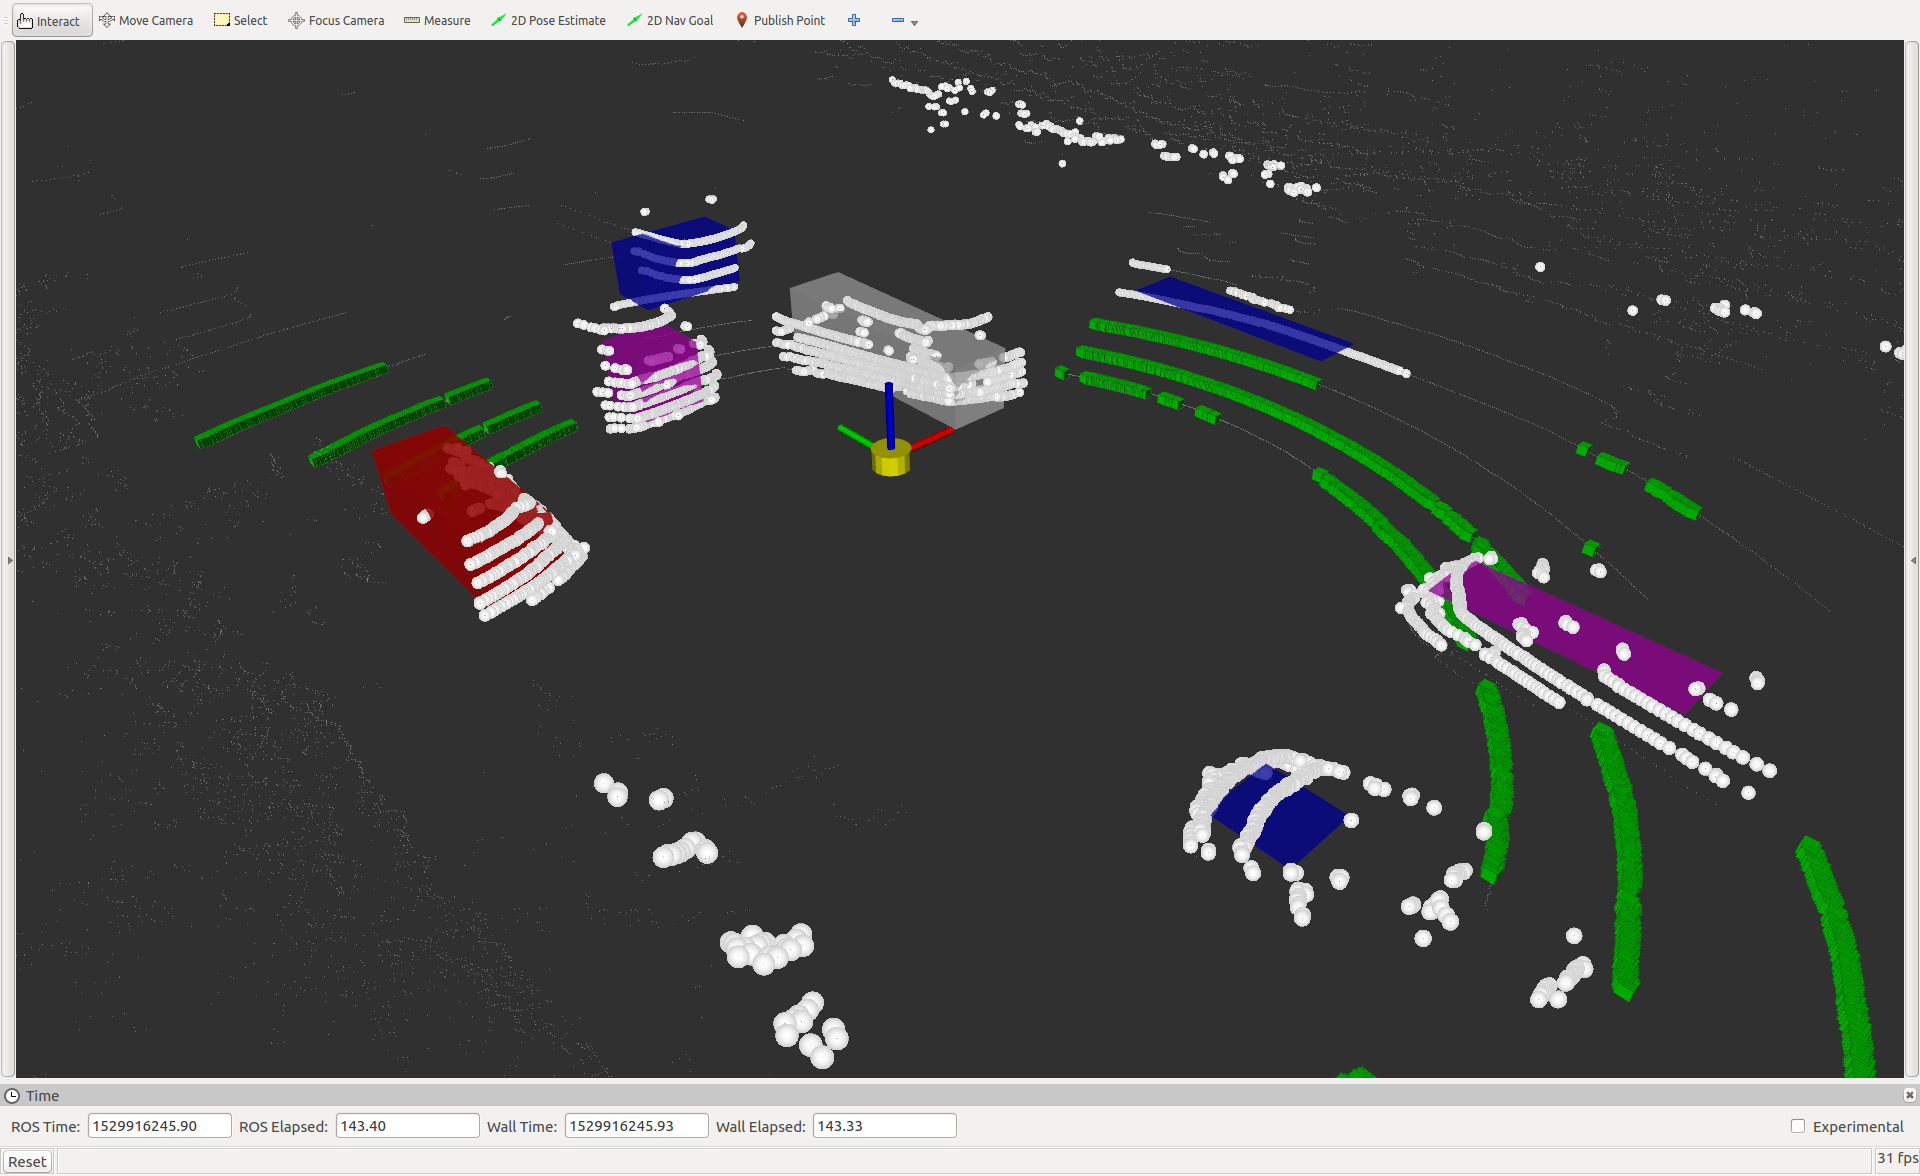 Interact Move Camera Select Focus Camera Measure 2D Pose Estimate 2D Nav Goal Publish Point
Time
ROS Time: 1529916245.90 ROS Elapsed: 143.40 Wall Time: 1529916245.93 Wall Elapsed: 143.33 Experimental
Reset 31 fps